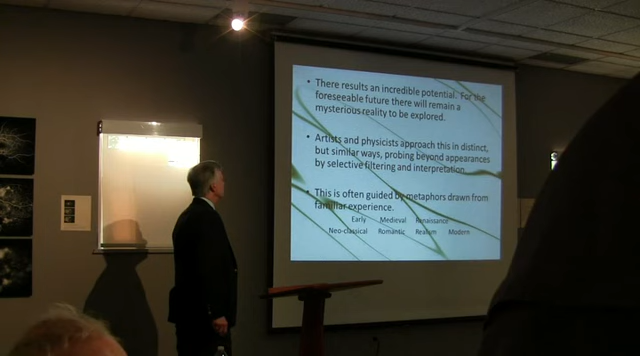 • There results an incredible potential. For the
foreseeable future there will remain a
mysterious reality to be explored.
• Artists and physicists approach this in distinct,
but similar ways, probing beyond appearances
by selective filtering and interpretation.
• This is often guided by metaphors drawn from
familiar experience.
Early Medieval Renaissance
Neo-classical Romantic Realism Modern